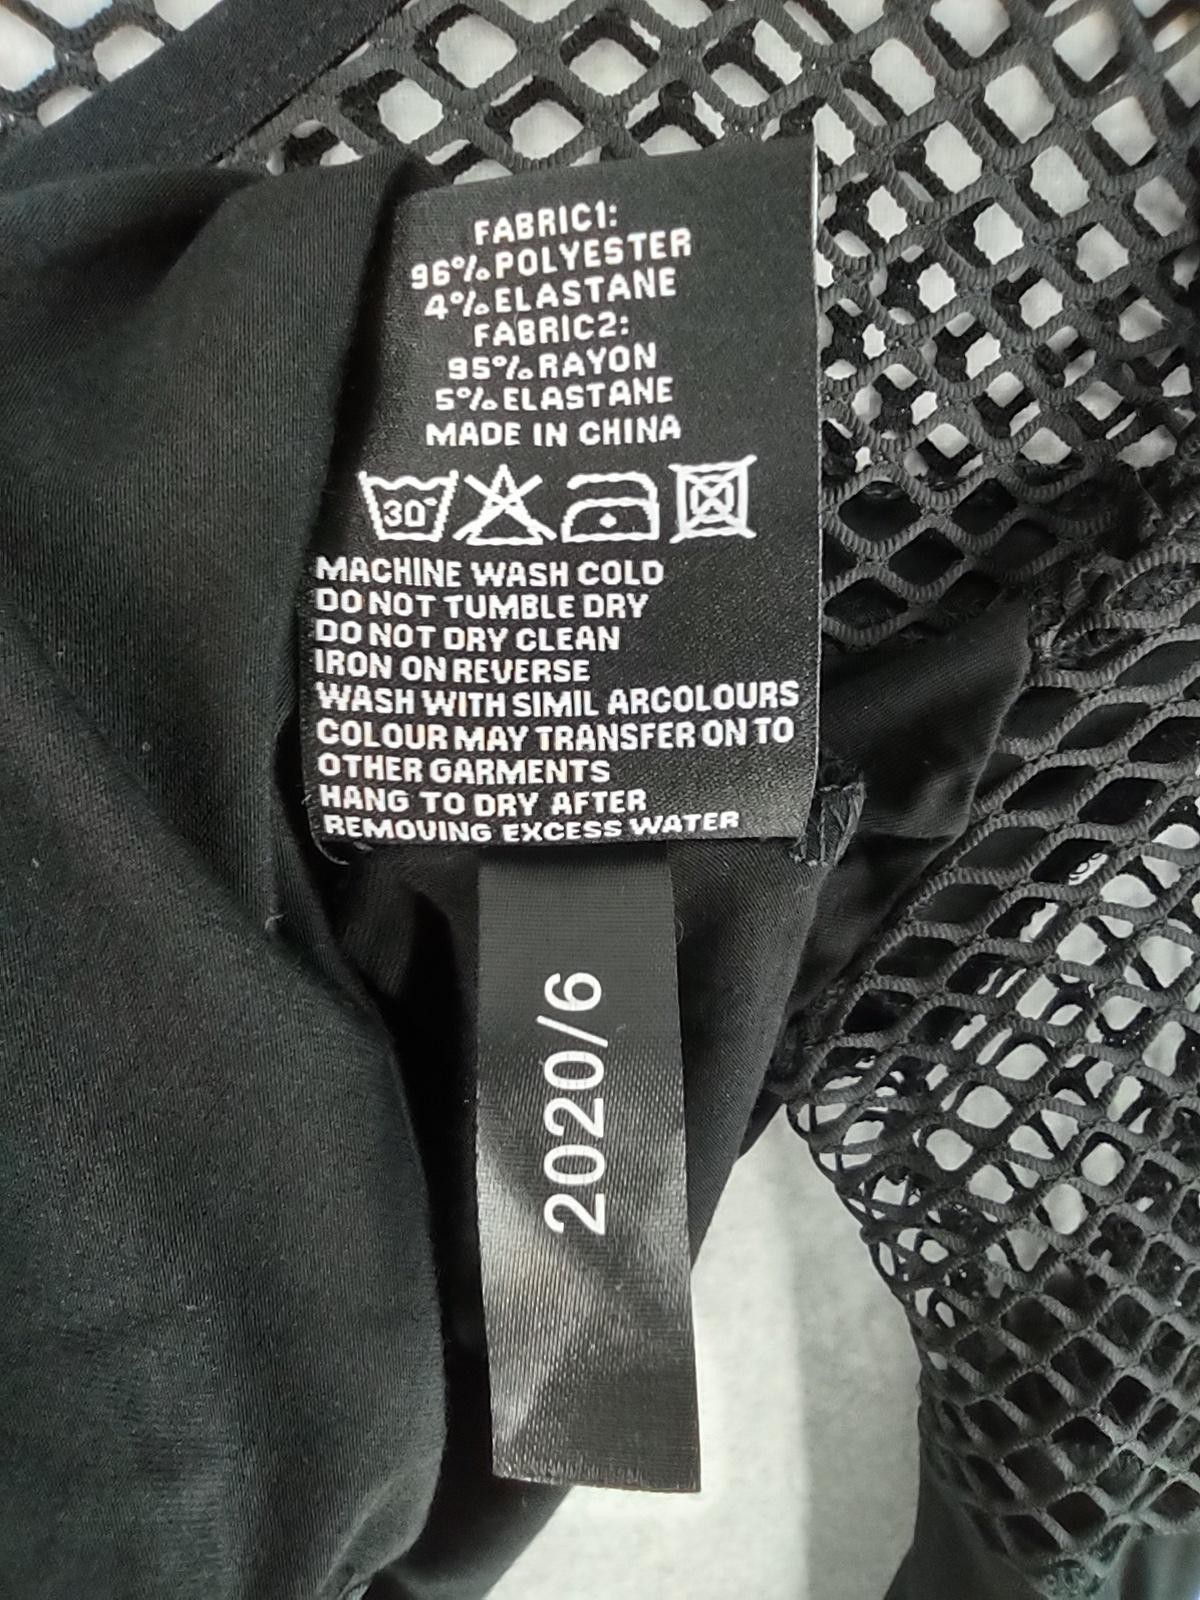 FABRIC1:
96%POLYESTER
4%ELASTANE
FABRIC2:
95%RAYON
5%ELASTANE
MADE IN CHINA
30°
MACHINE WASH COLD
DO NOT TUMBLE DRY
DO NOT DRY CLEAN
IRON ON REVERSE
WASH WITH SIMIL ARCOLOURS
COLOUR MAY TRANSFER ON TO
OTHER GARMENTS
HANG TO DRY AFTER
REMOVING EXCESS WATER
2020/6